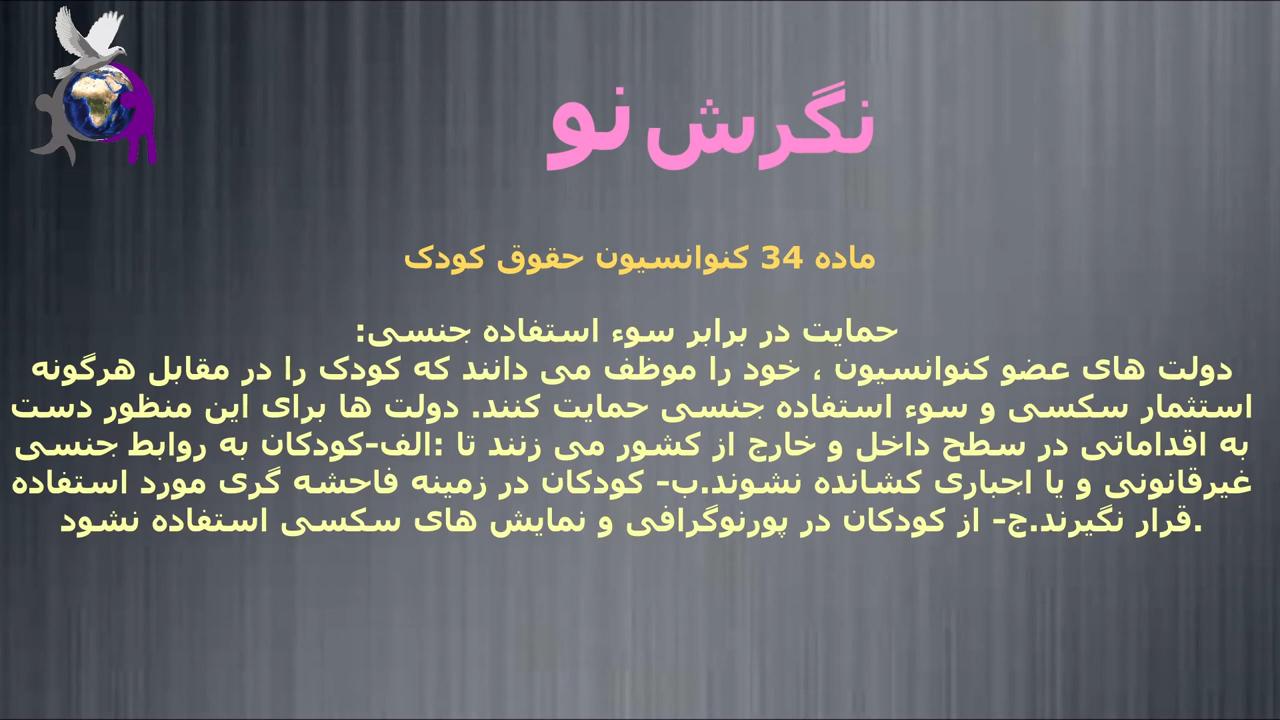 نگرش نو
ماده 34 کنوانسیون حقوق کودک
حمایت در برابر سوء استفاده جنسی:
دولت های عضو کنوانسیون ، خود را موظف می دانند که کودک را در مقابل هرگونه
استثمار سکسی و سوء استفاده جنسی حمایت کنند. دولت ها برای این منظور دست
به اقداماتی در سطح داخل و خارج از کشور می زنند تا :الف-کودکان به روابط جنسی
غیرقانونی و یا اجباری کشانده نشوند.ب- کودکان در زمینه فاحشه گری مورد استفاده
قرار نگیرند.ج- از کودکان در پورنوگرافی و نمایش های سکسی استفاده نشود.